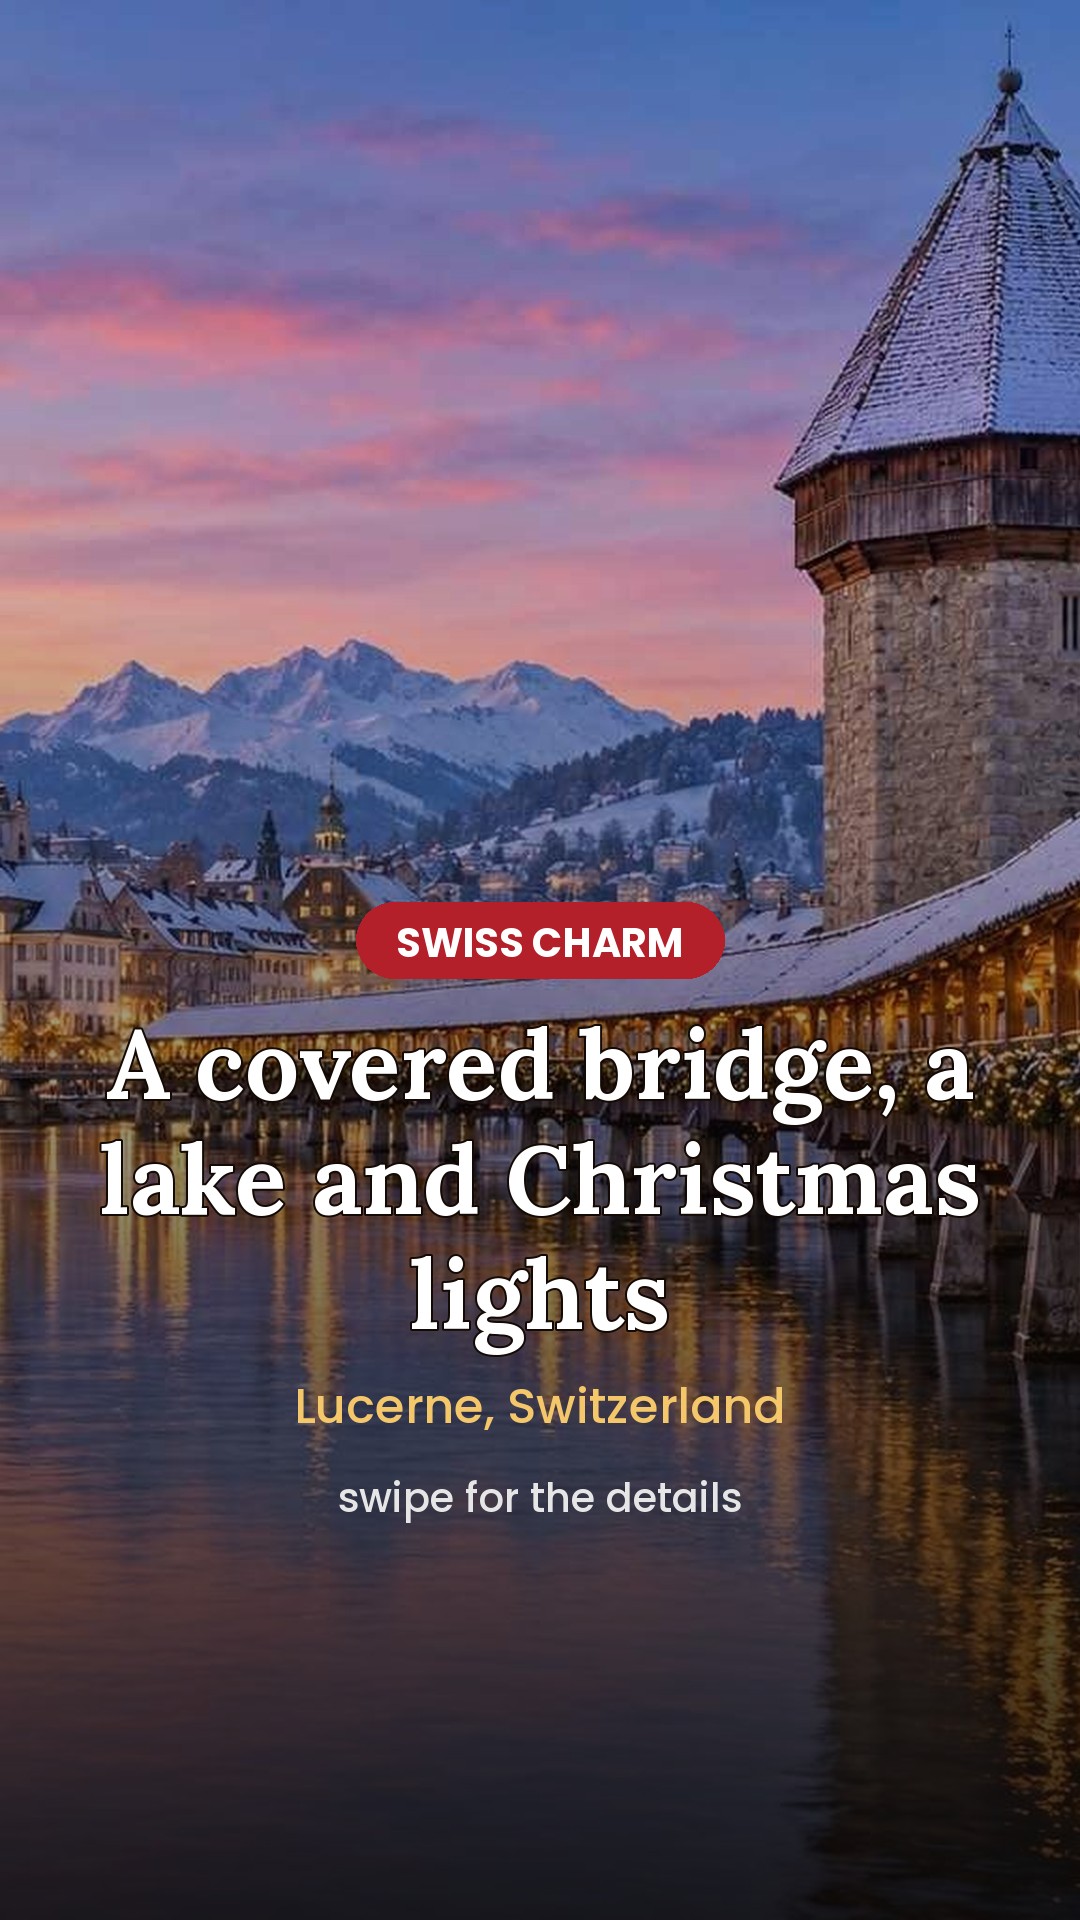 SWISS CHARM
A covered bridge, a
lake and Christmas
lights
Lucerne, Switzerland
swipe for the details